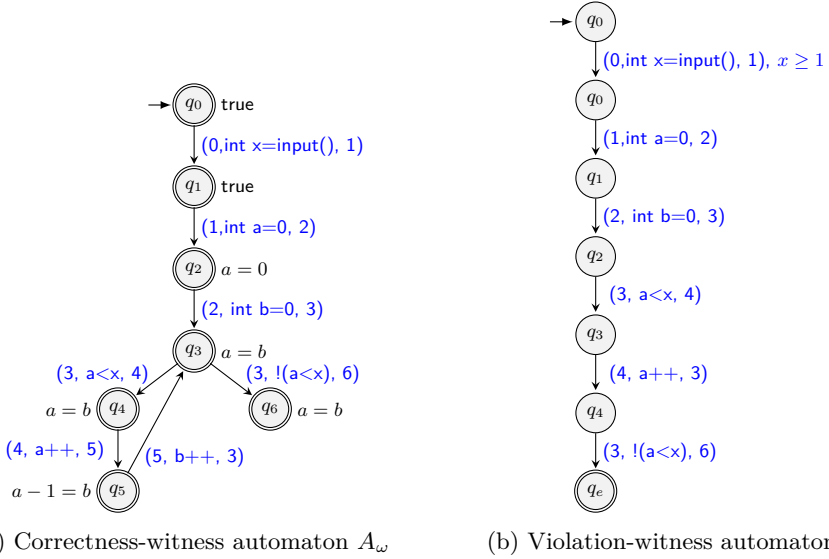 q0
(0,int x=input(), 1), x ≥ 1
q0
(1,int a=0, 2)
q1
(2, int b=0, 3)
q2
(3, a<x, 4)
q3
(4, a++, 3)
q4
(3, !(a<x), 6)
qe
q0 true
(0,int x=input(), 1)
q1 true
(1,int a=0, 2)
q2 a = 0
(2, int b=0, 3)
q3 a = b
(3, a<x, 4) (3, !(a<x), 6)
a = b q4 q6 a = b
(4, a++, 5) (5, b++, 3)
a − 1 = b q5
) Correctness-witness automaton Aω
(b) Violation-witness automator